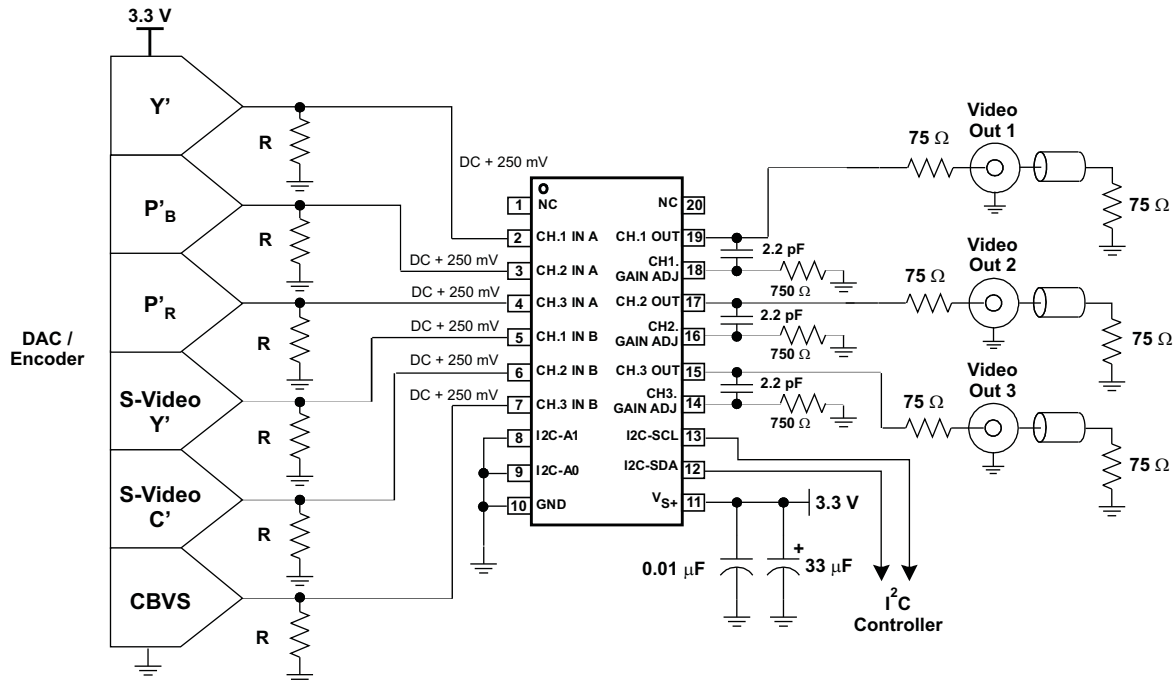 3.3 V
DAC /
Encoder
Y'
P'B
P'R
S-Video
Y'
S-Video
C'
CBVS
R
R
R
R
R
R
DC + 250 mV
DC + 250 mV
DC + 250 mV
DC + 250 mV
DC + 250 mV
DC + 250 mV
1 NC
2 CH.1 IN A
3 CH.2 IN A
4 CH.3 IN A
5 CH.1 IN B
6 CH.2 IN B
7 CH.3 IN B
8 I2C-A1
9 I2C-A0
10 GND
NC 20
CH.1 OUT 19
CH1.
GAIN ADJ 18
CH.2 OUT 17
CH2.
GAIN ADJ 16
CH.3 OUT 15
CH3.
GAIN ADJ 14
I2C-SCL 13
I2C-SDA 12
VS+ 11
2.2 pF
750 Ω
2.2 pF
750 Ω
2.2 pF
750 Ω
75 Ω
Video
Out 1
75 Ω
75 Ω
Video
Out 2
75 Ω
75 Ω
Video
Out 3
75 Ω
3.3 V
0.01 μF
+
33 μF
I2C
Controller